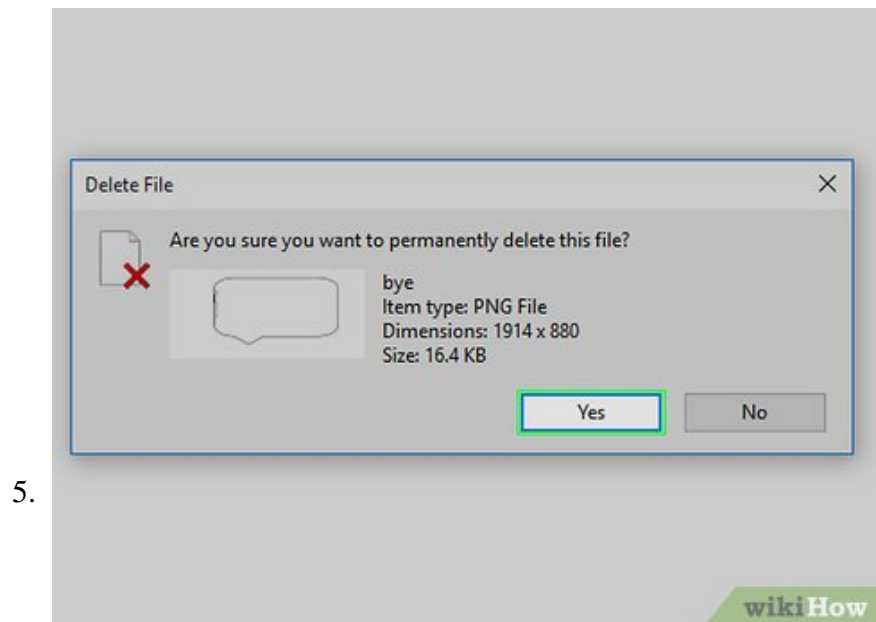 Delete File
Are you sure you want to permanently delete this file?
bye
Item type: PNG File
Dimensions: 1914 x 880
Size: 16.4 KB
Yes
No
5.
wikiHow